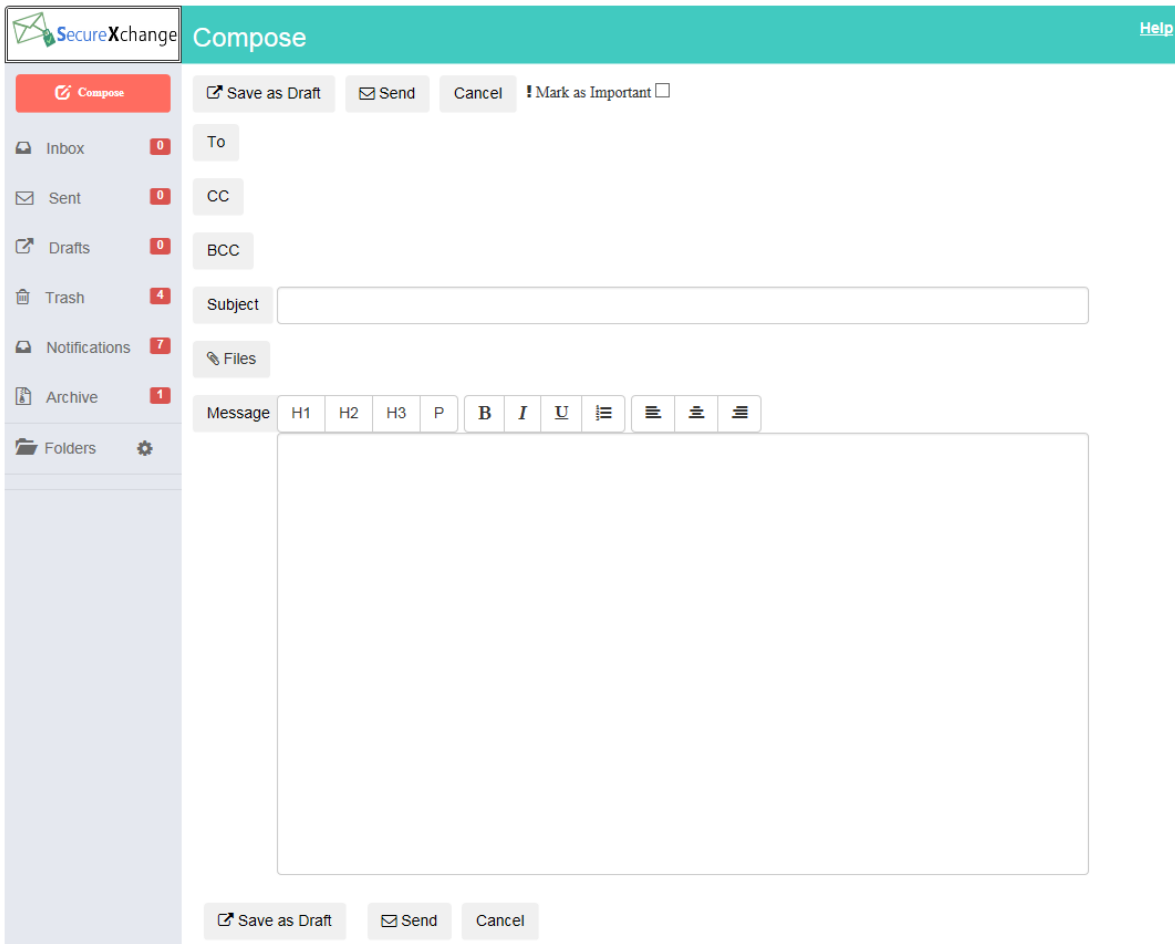 SecureXchange
Compose
Help
Compose
Save as Draft Send Cancel ! Mark as Important
Inbox 0
Sent 0
Drafts 0
Trash 4
Notifications 7
Archive 1
Folders
To
CC
BCC
Subject
Files
Message H1 H2 H3 P B I U
Save as Draft Send Cancel